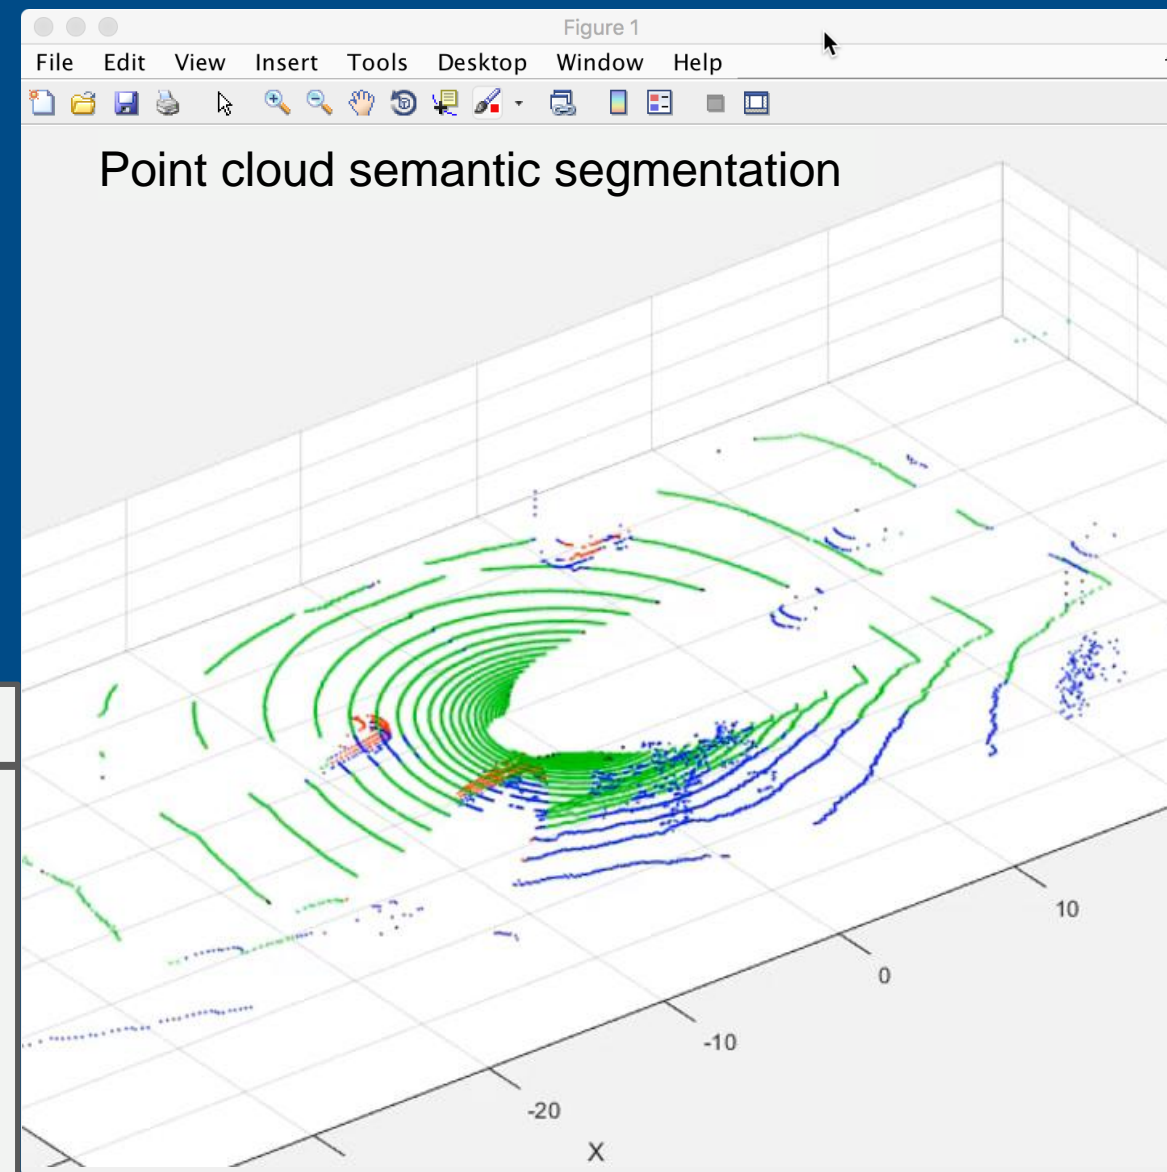 Figure 1
File Edit View Insert Tools Desktop Window Help
Point cloud semantic segmentation
10
0
-10
-20
X